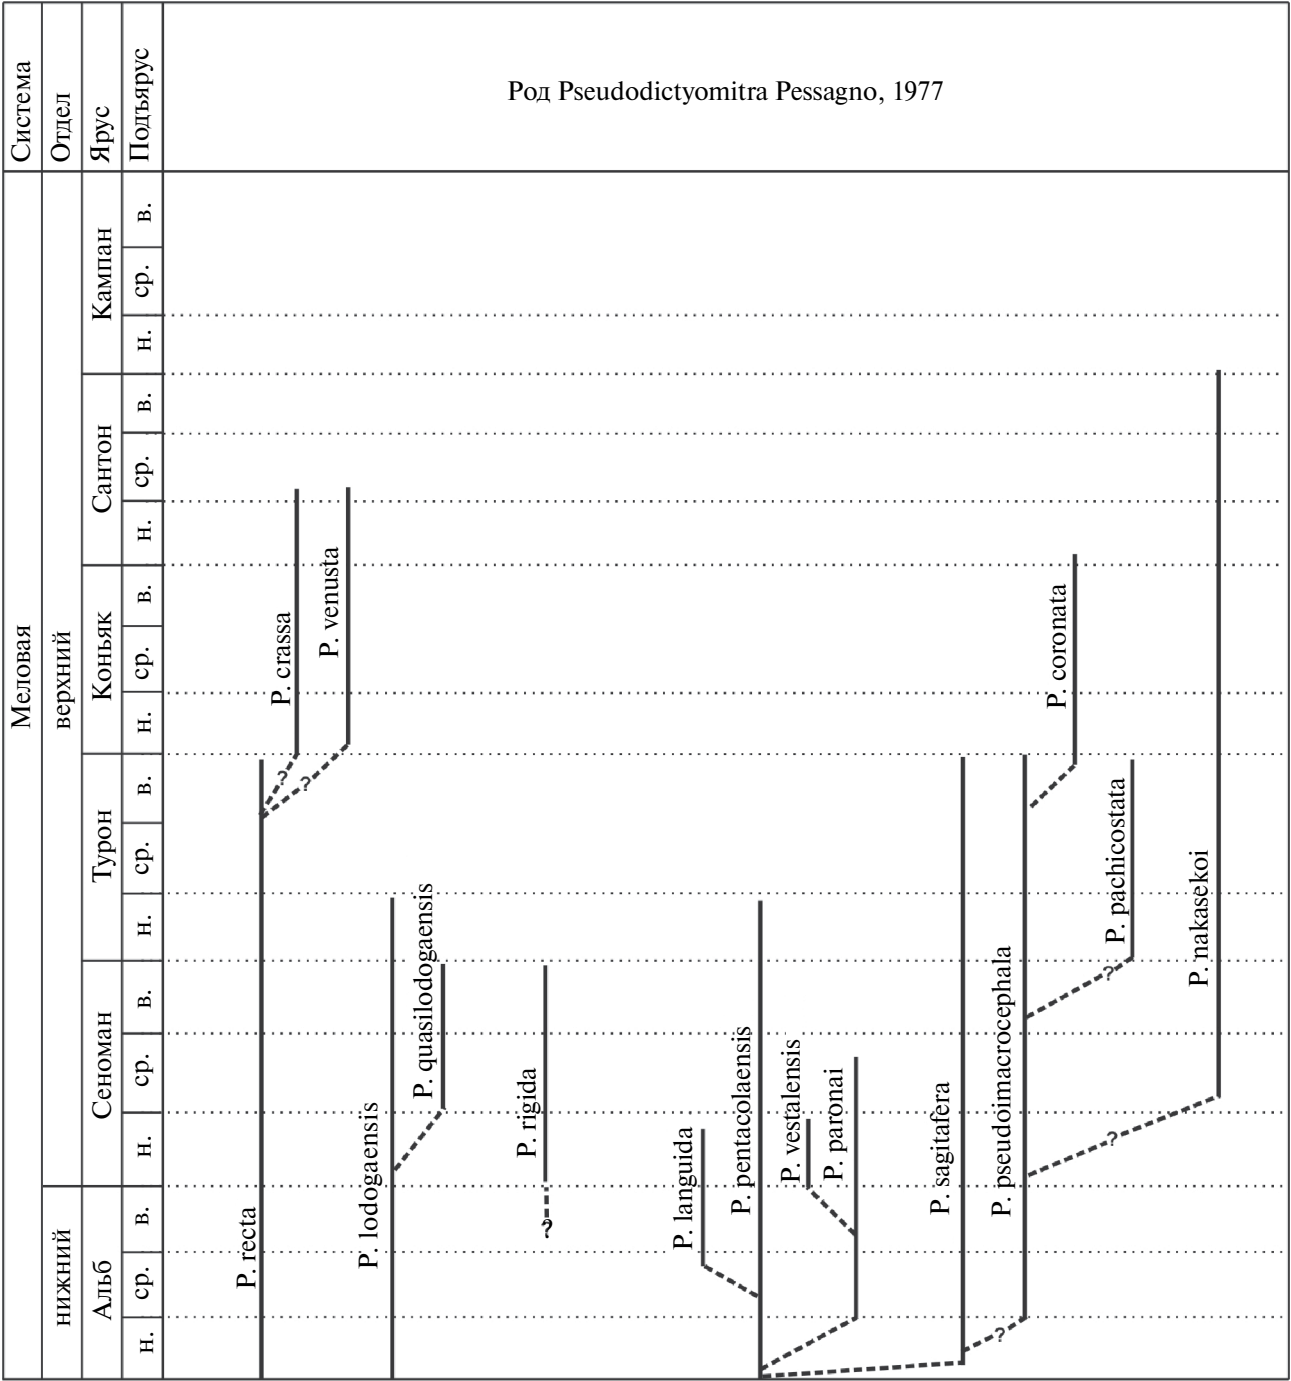 Система
Отдел
Ярус
Подъярус
Род Pseudodictyomitra Pessagno, 1977
Меловая
верхний
нижний
Кампан
в.
ср.
н.
Сантон
в.
ср.
н.
Коньяк
в.
ср.
н.
Турон
в.
ср.
н.
Сеноман
в.
ср.
н.
Альб
в.
ср.
н.
P. recta
P. crassa
P. venusta
?
?
P. lodogaensis
P. quasilodogaensis
P. rigida
?
P. languida
P. pentacolaensis
P. vestalensis
P. paronai
P. sagitafera
P. pseudoimacrocephala
?
P. coronata
P. pachicostata
?
P. nakasekoi
?